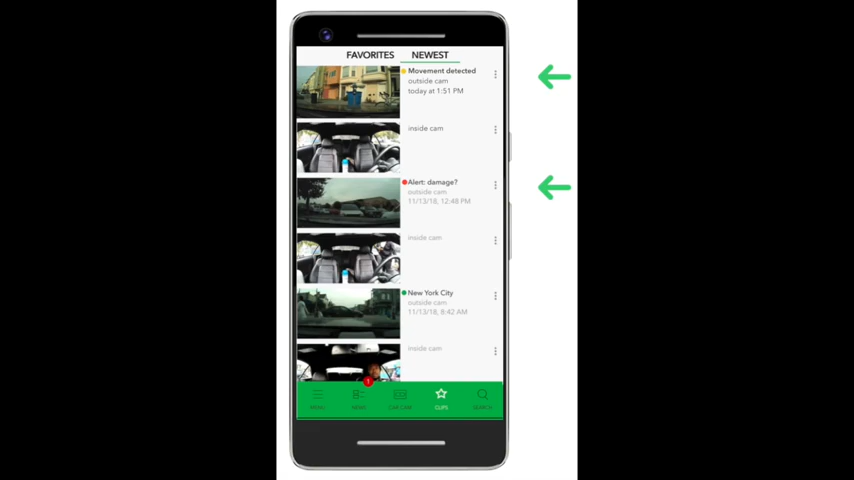 FAVORITES NEWEST
Movement detected
outside cam
today at 1:51 PM
inside cam
Alert: damage?
outside cam
11/13/18, 12:48 PM
inside cam
New York City
outside cam
11/13/18, 8:42 AM
inside cam
1
MENU NEWS CAR CAM CLIPS SEARCH